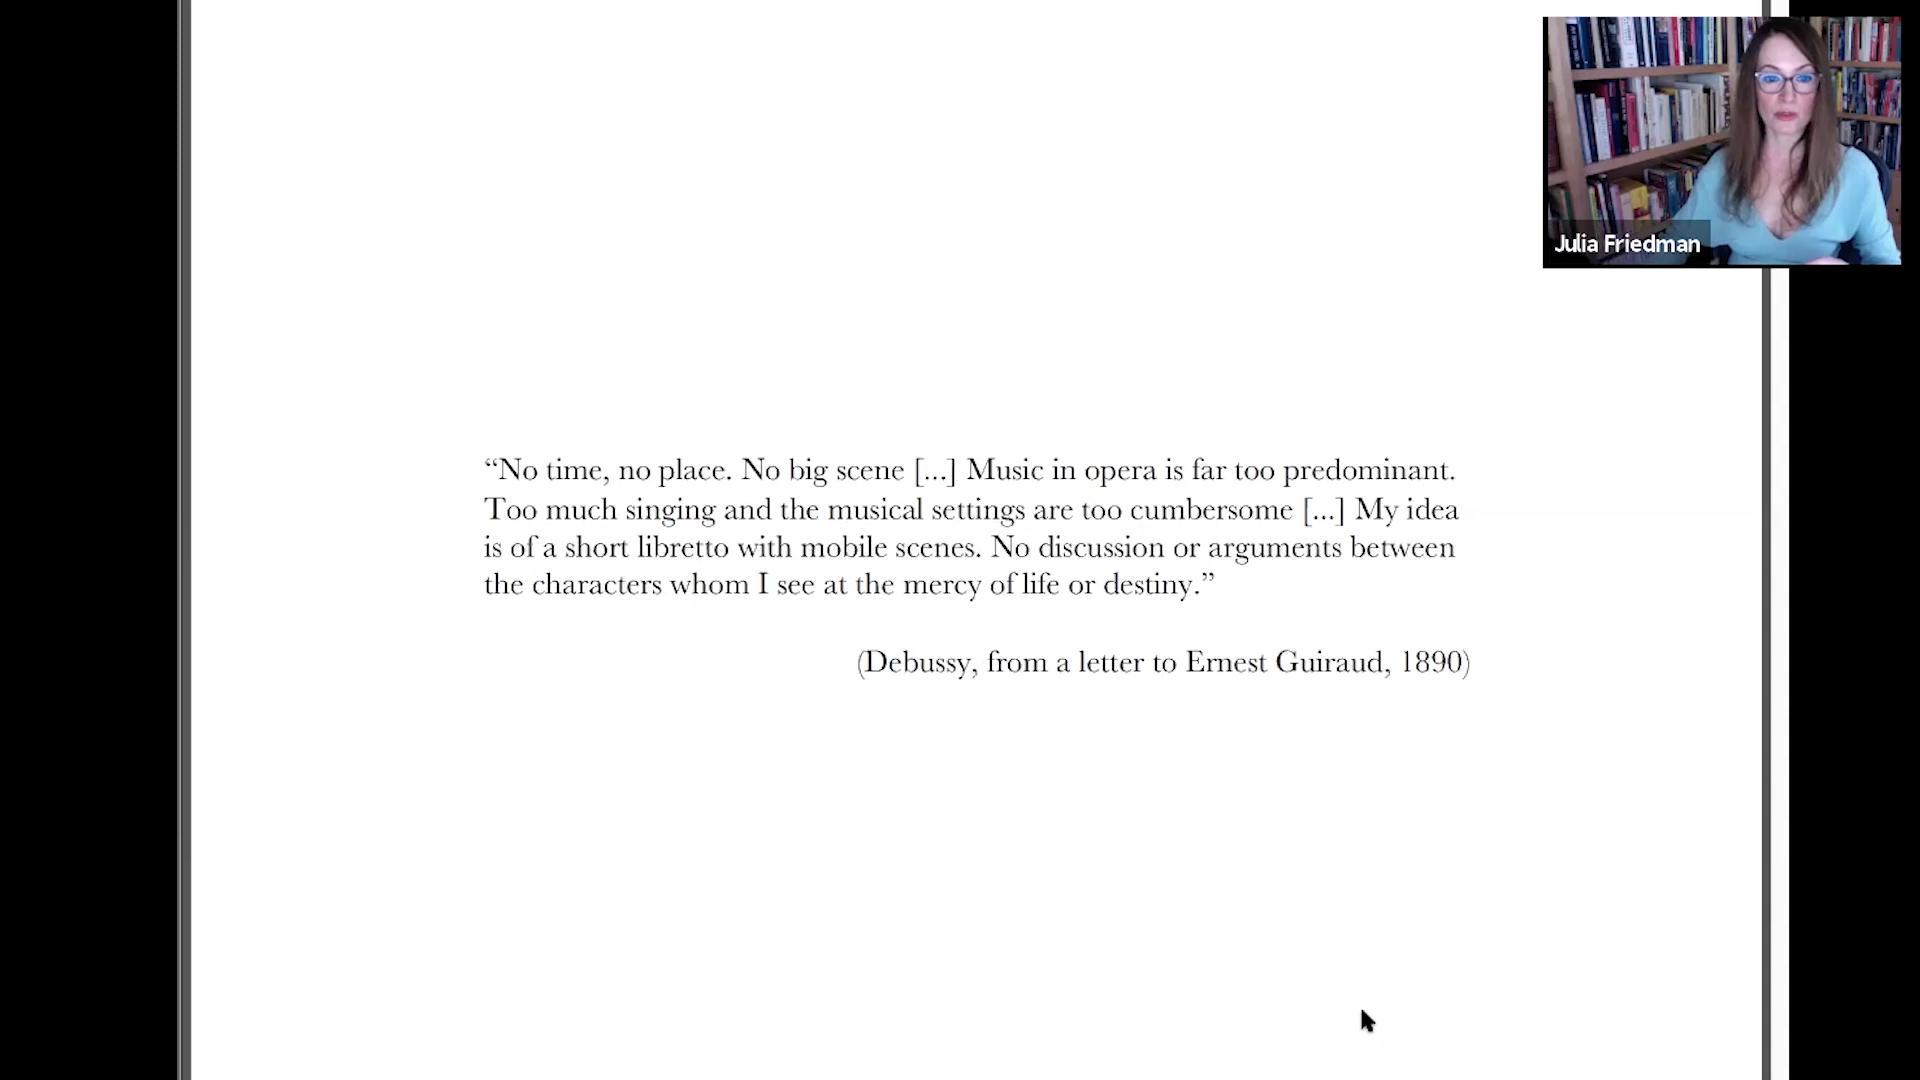 Julia Friedman
“No time, no place. No big scene [...] Music in opera is far too predominant.
Too much singing and the musical settings are too cumbersome [...] My idea
is of a short libretto with mobile scenes. No discussion or arguments between
the characters whom I see at the mercy of life or destiny.”
(Debussy, from a letter to Ernest Guiraud, 1890)